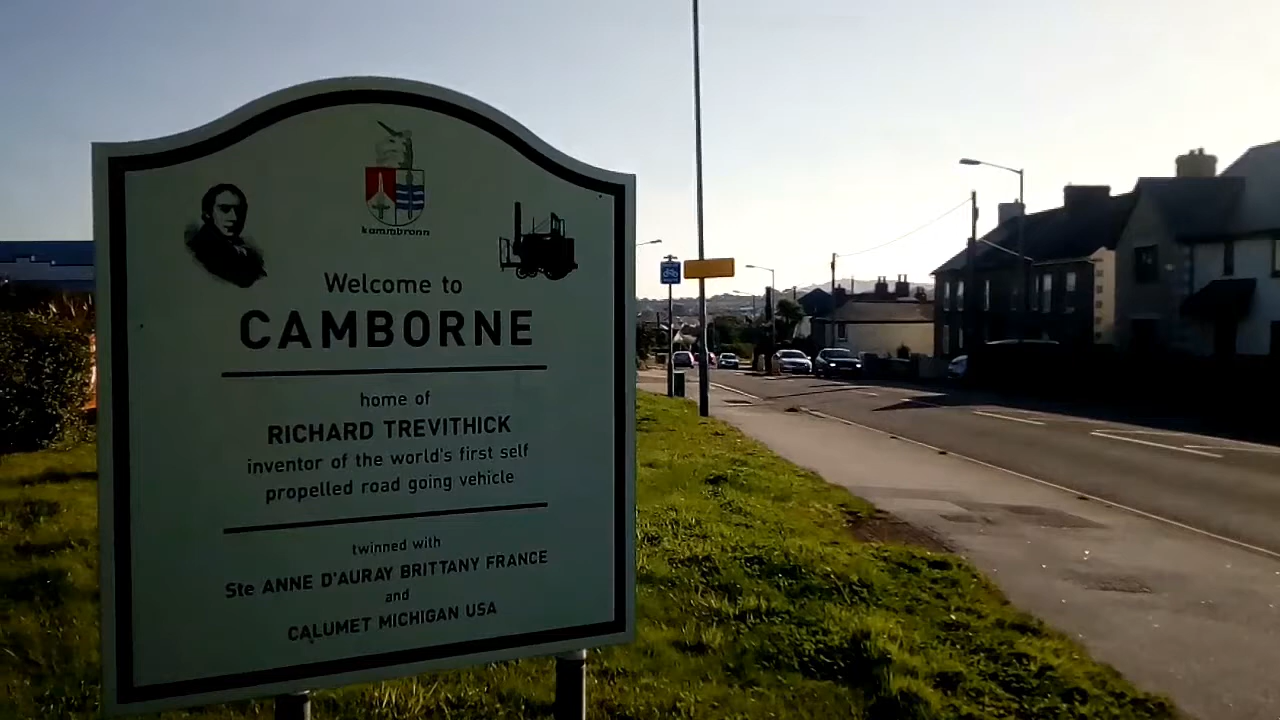 kammbronn
Welcome to
CAMBORNE
home of
RICHARD TREVITHICK
inventor of the world's first self
propelled road going vehicle
twinned with
Ste ANNE D'AURAY BRITTANY FRANCE
and
CALUMET MICHIGAN USA